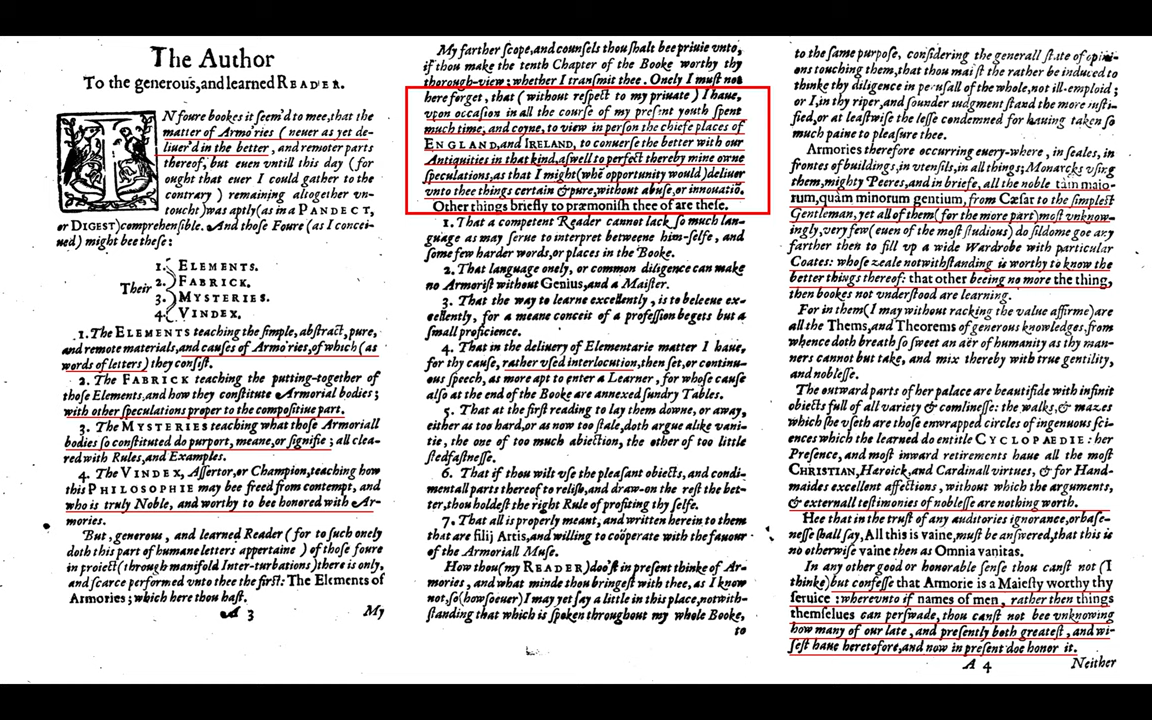 The Author
To the generous, and learned READER.
IN foure bookes it seem'd to mee, that the
matter of Armo'ries (neuer as yet de-
liuer'd in the better, and remoter parts
thereof, but euen vntill this day (for
ought that euer I could gather to the
contrary) remaining altogether vn-
toucht) was aptly (as in a PANDECT,
or DIGEST) comprehensible. And those Foure (as I concei-
ued) might bee these:
Their
1. ELEMENTS.
2. FABRICK.
3. MYSTERIES.
4. VINDEX.
1. The ELEMENTS teaching the simple, abstract, pure,
and remote materials, and causes of Armo'ries, of which (as
words of letters) they consist.
2. The FABRICK teaching the putting-together of
those Elements, and how they constitute Armorial bodies;
with other speculations proper to the compositiue part.
3. The MYSTERIES teaching what those Armoriall
bodies so constituted do purport, meane, or signifie; all clea-
red with Rules, and Examples.
4. The VINDEX, Assertor, or Champion, teaching how
this PHILOSOPHIE may bee freed from contempt, and
who is truly Noble, and worthy to bee honored with Ar-
mories.
But, generous, and learned Reader (for to such onely
doth this part of humane letters appertaine) of those foure
in proiect (through manifold Inter-turbations) there is only,
and scarce performed vnto thee the first: The Elements of
Armories; which here thou hast.
A 3
My
My farther scope, and counsels thou shalt bee priuie vnto,
if thou make the tenth Chapter of the Booke worthy thy
thorough-view: whether I transmit thee. Onely I must not
here forget, that (without respect to my priuate) I haue,
vpon occasion in all the course of my present youth spent
much time, and coyne, to view in person the chiefe places of
ENGLAND, and IRELAND, to conuerse the better with our
Antiquities in that kind, aswell to perfect thereby mine owne
speculations, as that I might (whē opportunity would) deliuer
vnto thee things certain & pure, without abuse, or innouatiō.
Other things briefly to præmonish thee of are these.
1. That a competent Reader cannot lack so much lan-
guage as may serue to interpret betweene him-selfe, and
some few harder words, or places in the Booke.
2. That language onely, or common diligence can make
no Armorist without Genius, and a Maister.
3. That the way to learne excellently, is to beleeue ex-
cellently, for a meane conceit of a profession begets but a
small proficience.
4. That in the deliuery of Elementarie matter I haue,
for thy cause, rather vsed interlocution, then set, or continu-
ous speech, as more apt to enter a Learner, for whose cause
also at the end of the Booke are annexed sundry Tables.
5. That at the first reading to lay them downe, or away,
either as too hard, or as now too stale, doth argue alike vani-
tie, the one of too much abiection, the other of too little
stedfastnesse.
6. That if thou wilt vse the pleasant obiects, and condi-
mentall parts thereof to relish, and draw-on the rest the bet-
ter, thou holdest the right Rule of profiting thy selfe.
7. That all is properly meant, and written herein to them
that are filij Artis, and willing to coöperate with the fauour
of the Armoriall Muse.
How thou (my READER) doo'st in present thinke of Ar-
mories, and what minde thou bringest with thee, as I know
not, so (howsoeuer) I may yet say a little in this place, notwith-
standing that which is spoken throughout my whole Booke,
to
to the same purpose, considering the generall state of opini-
ons touching them, that thou maist the rather be induced to
thinke thy diligence in perusall of the whole, not ill-emploid;
or I, in thy riper, and sounder iudgment stand the more iusti-
fied, or at leastwise the lesse condemned for hauing taken so
much paine to pleasure thee.
Armories therefore occurring euery-where, in seales, in
frontes of buildings, in vtensils, in all things; Monarcks vsing
them, mighty Peeres, and in briefe, all the noble tàm maio-
rum, quàm minorum gentium, from Cæsar to the simplest
Gentleman, yet all of them (for the more part) most vnknow-
ingly, very few (euen of the most studious) do sildome goe any
farther then to fill vp a wide Wardrobe with particular
Coates: whose zeale notwithstanding is worthy to know the
better things thereof: that other beeing no more the thing,
then bookes not vnderstood are learning.
For in them (I may without racking the value affirme) are
all the Thems, and Theorems of generous knowledges, from
whence doth breath so sweet an aër of humanity as thy man-
ners cannot but take, and mix thereby with true gentility,
and noblesse.
The outward parts of her palace are beautifide with infinit
obiects full of all variety & comlinesse: the walks, & mazes
which she vseth are those enwrapped circles of ingenuous sci-
ences which the learned do entitle CYCLOPAEDIE: her
Presence, and most inward retirements haue all the most
CHRISTIAN, Heroick, and Cardinall virtues, & for Hand-
maides excellent affections, without which the arguments,
& externall testimonies of noblesse are nothing worth.
Hee that in the trust of any auditories ignorance, or base-
nesse shall say, All this is vaine, must be answered, that this is
no otherwise vaine then as Omnia vanitas.
In any other good or honorable sense thou canst not (I
thinke) but confesse that Armorie is a Maiesty worthy thy
seruice: wherevnto if names of men, rather then things
themselues can perswade, thou canst not bee vnknowing
how many of our late, and presently both greatest, and wi-
sest haue heretofore, and now in present doe honor it.
A 4
Neither